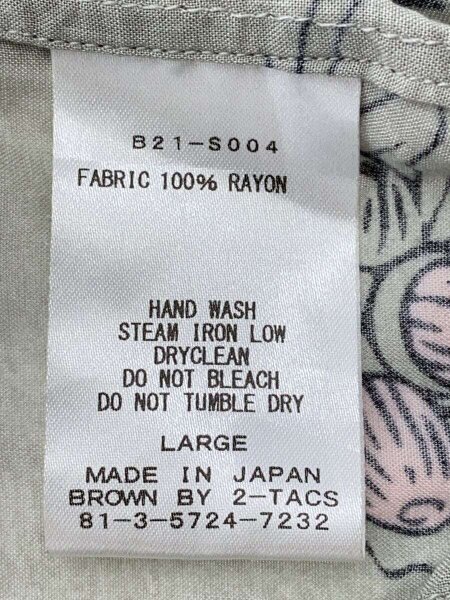 B21-S004
FABRIC 100% RAYON
HAND WASH
STEAM IRON LOW
DRYCLEAN
DO NOT BLEACH
DO NOT TUMBLE DRY
LARGE
MADE IN JAPAN
BROWN BY 2-TACS
81-3-5724-7232